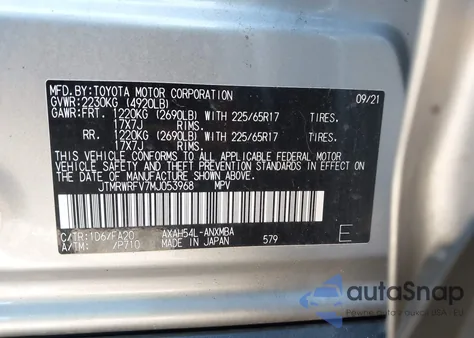 MFD.BY:TOYOTA MOTOR CORPORATION 09/21
GVWR:2230KG (4920LB)
GAWR:FRT. 1220KG (2690LB) WITH 225/65R17 TIRES.
17X7J RIMS.
RR. 1220KG (2690LB) WITH 225/65R17 TIRES.
17X7J RIMS.
THIS VEHICLE CONFORMS TO ALL APPLICABLE FEDERAL MOTOR
VEHICLE SAFETY, BUMPER, AND THEFT PREVENTION STANDARDS IN EFFECT ON
THE DATE OF MANUFACTURE SHOWN ABOVE.
JTMRWRFV7MJ053968 MPV
C/TR:1D6/FA20 AXAH54L-ANXMBA
A/TM: /P710 MADE IN JAPAN 579 E
autoSnap